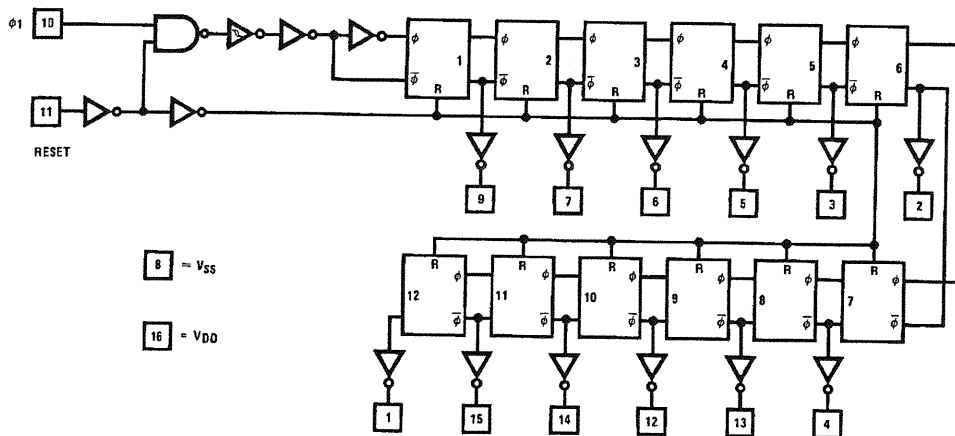 ϕ1 10
ϕ ϕ ϕ ϕ ϕ ϕ
1 2 3 4 5 6
ϕ̅ ϕ̅ ϕ̅ ϕ̅ ϕ̅ ϕ̅
R R R R R R
11
RESET
9 7 6 5 3 2
R R R R R R
ϕ ϕ ϕ ϕ ϕ ϕ
12 11 10 9 8 7
ϕ̅ ϕ̅ ϕ̅ ϕ̅ ϕ̅ ϕ̅
8 = VSS
16 = VDD
1 15 14 12 13 4